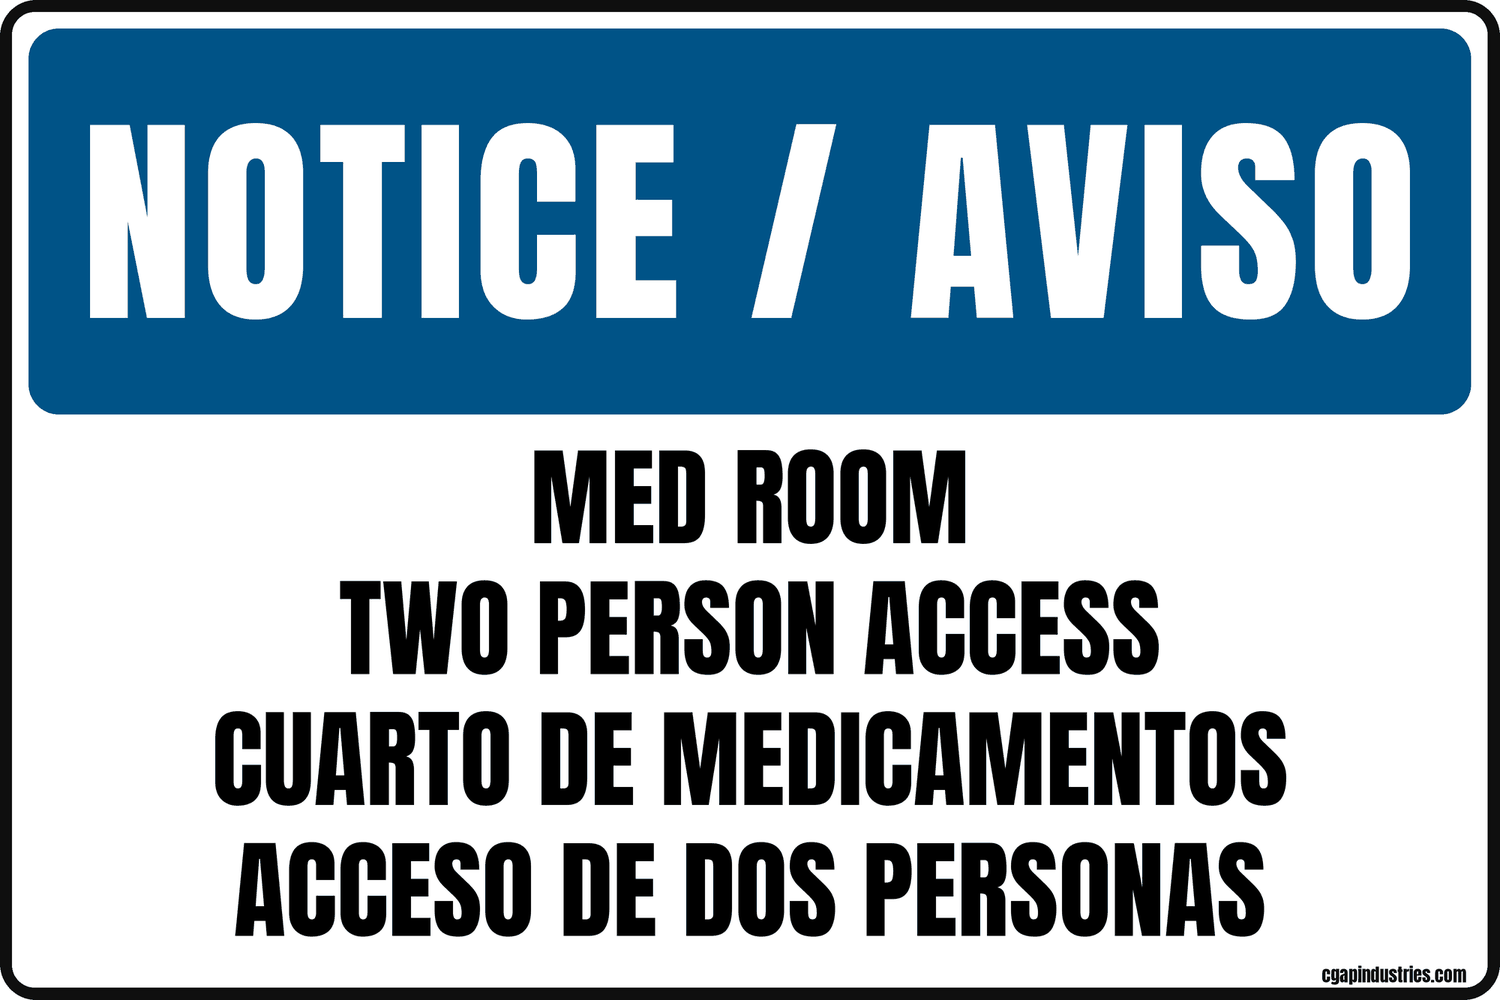 NOTICE / AVISO
MED ROOM
TWO PERSON ACCESS
CUARTO DE MEDICAMENTOS
ACCESO DE DOS PERSONAS
cgapindustries.com